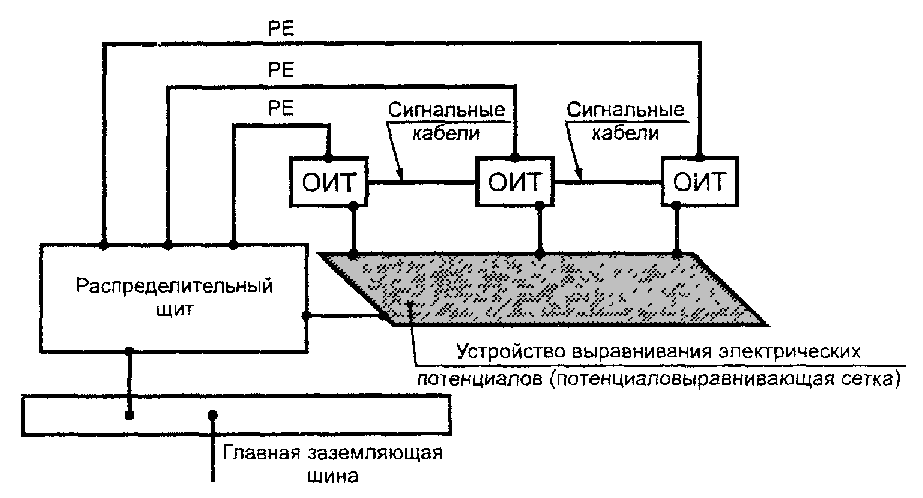 PE
PE
PE
Сигнальные
кабели
Сигнальные
кабели
ОИТ
ОИТ
ОИТ
Распределительный
щит
Устройство выравнивания электрических
потенциалов (потенциаловыравнивающая сетка)
Главная заземляющая
шина